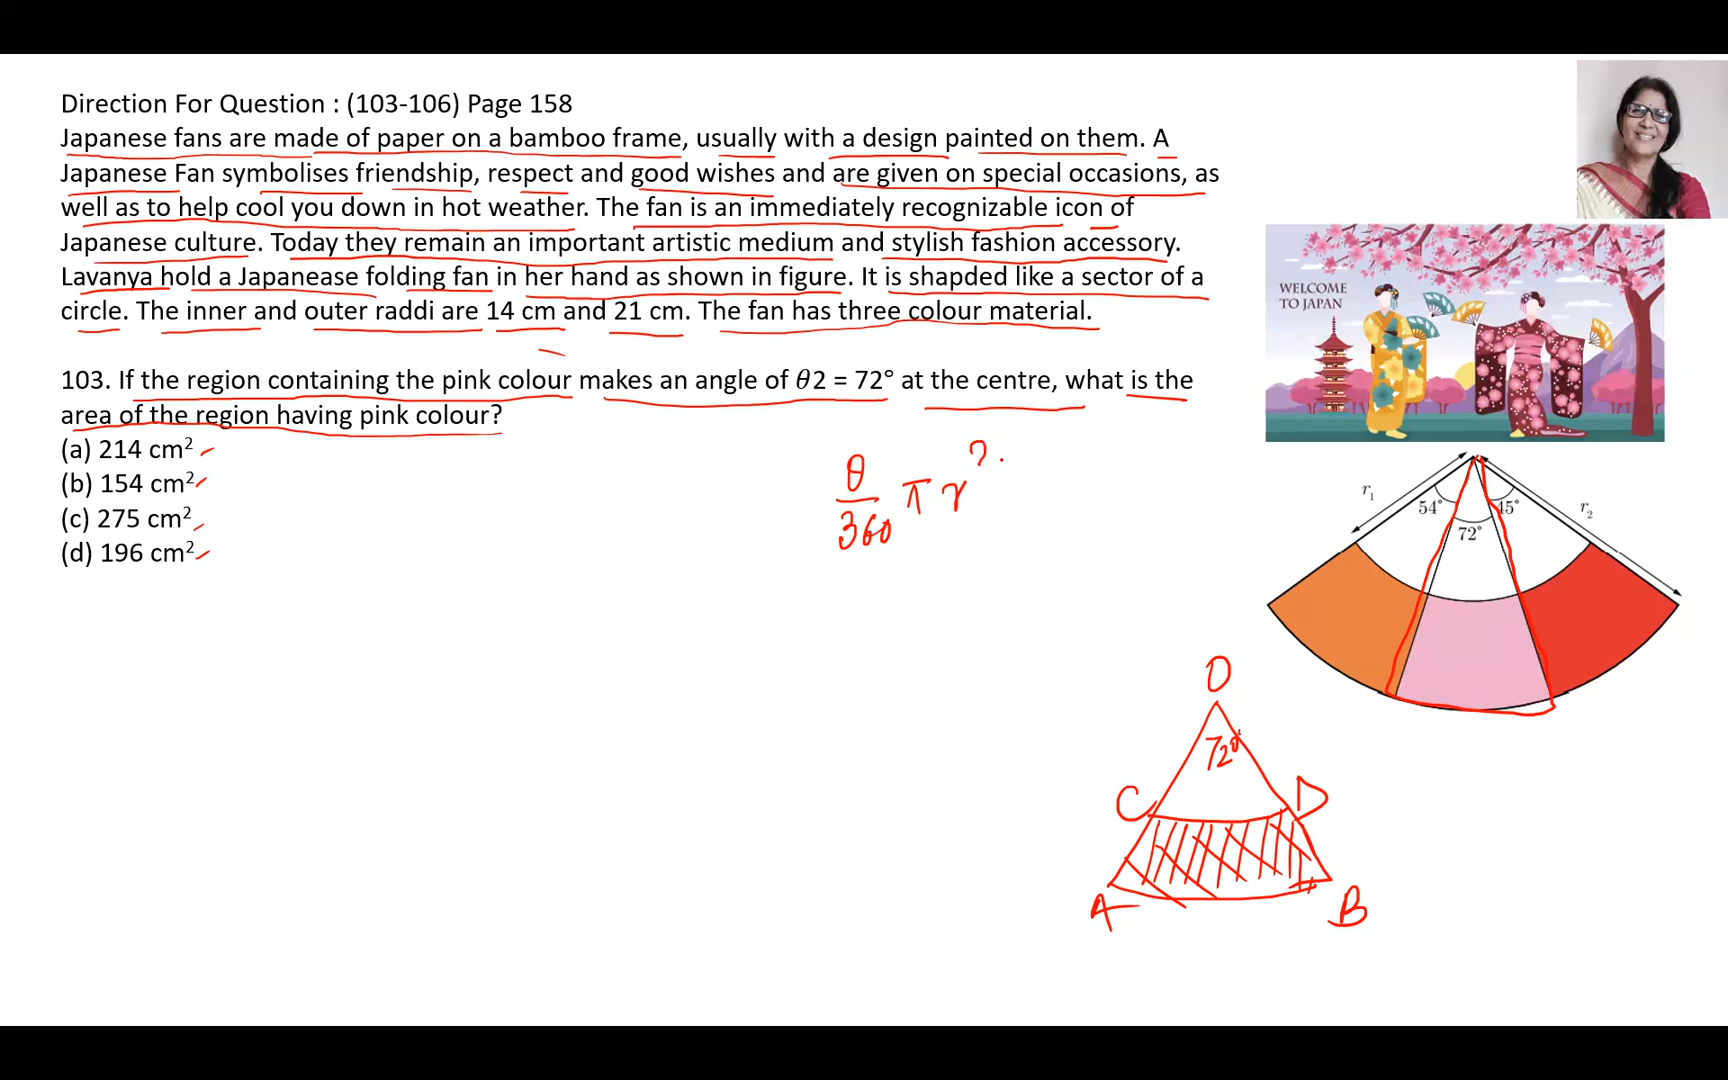 Direction For Question : (103-106) Page 158
Japanese fans are made of paper on a bamboo frame, usually with a design painted on them. A
Japanese Fan symbolises friendship, respect and good wishes and are given on special occasions, as
well as to help cool you down in hot weather. The fan is an immediately recognizable icon of
Japanese culture. Today they remain an important artistic medium and stylish fashion accessory.
Lavanya hold a Japanease folding fan in her hand as shown in figure. It is shapded like a sector of a
circle. The inner and outer raddi are 14 cm and 21 cm. The fan has three colour material.
103. If the region containing the pink colour makes an angle of θ2 = 72° at the centre, what is the
area of the region having pink colour?
(a) 214 cm²
(b) 154 cm²
(c) 275 cm²
(d) 196 cm²
θ/360 π r²
WELCOME
TO JAPAN
r₁
54°
45°
r₂
72°
O
72°
C
D
A
B